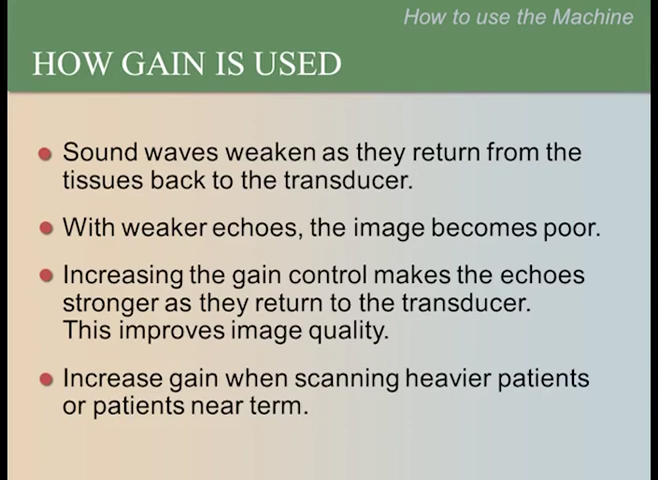 How to use the Machine
HOW GAIN IS USED
Sound waves weaken as they return from the
tissues back to the transducer.
With weaker echoes, the image becomes poor.
Increasing the gain control makes the echoes
stronger as they return to the transducer.
This improves image quality.
Increase gain when scanning heavier patients
or patients near term.